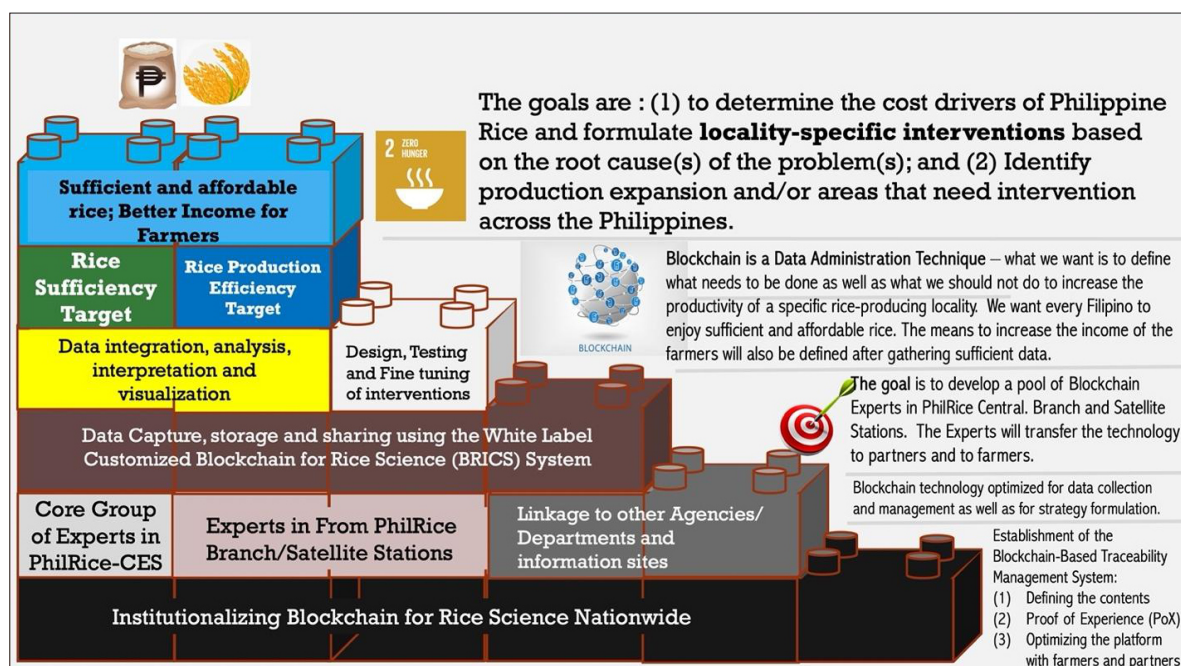 ₱
2 ZERO
HUNGER
The goals are : (1) to determine the cost drivers of Philippine
Rice and formulate locality-specific interventions based
on the root cause(s) of the problem(s); and (2) Identify
production expansion and/or areas that need intervention
across the Philippines.
Sufficient and affordable
rice; Better Income for
Farmers
Rice
Sufficiency
Target
Rice Production
Efficiency
Target
BLOCKCHAIN
Blockchain is a Data Administration Technique – what we want is to define
what needs to be done as well as what we should not do to increase the
productivity of a specific rice-producing locality. We want every Filipino to
enjoy sufficient and affordable rice. The means to increase the income of the
farmers will also be defined after gathering sufficient data.
Data integration, analysis,
interpretation and
visualization
Design, Testing
and Fine tuning
of interventions
The goal is to develop a pool of Blockchain
Experts in PhilRice Central. Branch and Satellite
Stations. The Experts will transfer the technology
to partners and to farmers.
Data Capture, storage and sharing using the White Label
Customized Blockchain for Rice Science (BRICS) System
Blockchain technology optimized for data collection
and management as well as for strategy formulation.
Core Group
of Experts in
PhilRice-CES
Experts in From PhilRice
Branch/Satellite Stations
Linkage to other Agencies/
Departments and
information sites
Establishment of the
Blockchain-Based Traceability
Management System:
(1) Defining the contents
(2) Proof of Experience (PoX)
(3) Optimizing the platform
with farmers and partners
Institutionalizing Blockchain for Rice Science Nationwide